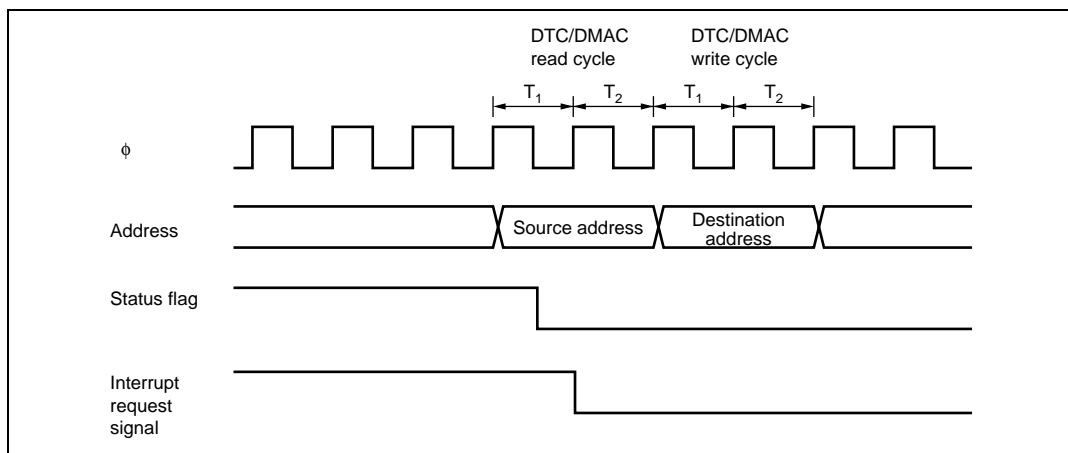 DTC/DMAC
read cycle
DTC/DMAC
write cycle
T1
T2
T1
T2
ϕ
Address
Source address
Destination
address
Status flag
Interrupt
request
signal